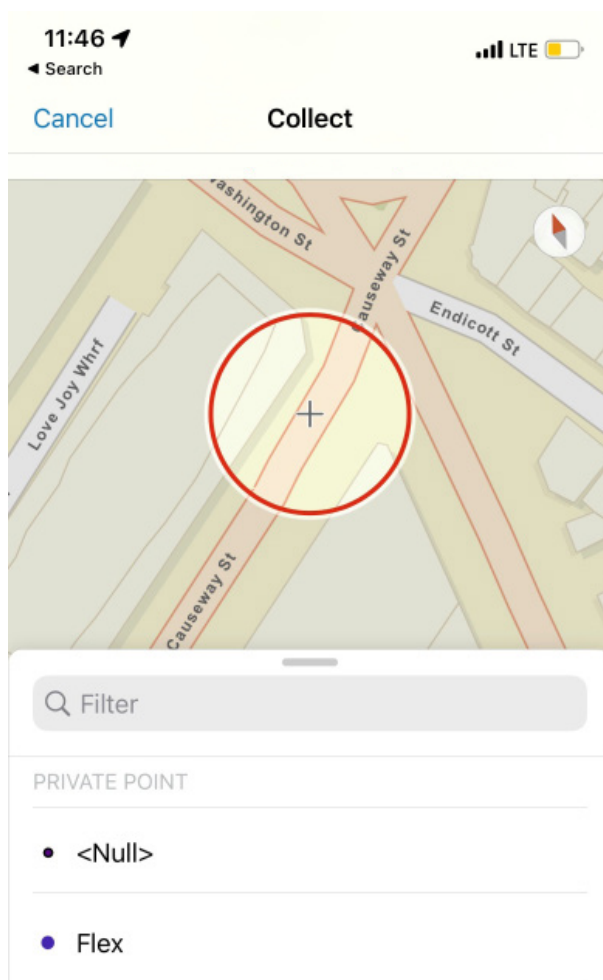 11:46
LTE
◀ Search
Cancel
Collect
Washington St
Causeway St
Endicott St
Love Joy Whrf
Causeway St
Filter
PRIVATE POINT
<Null>
Flex